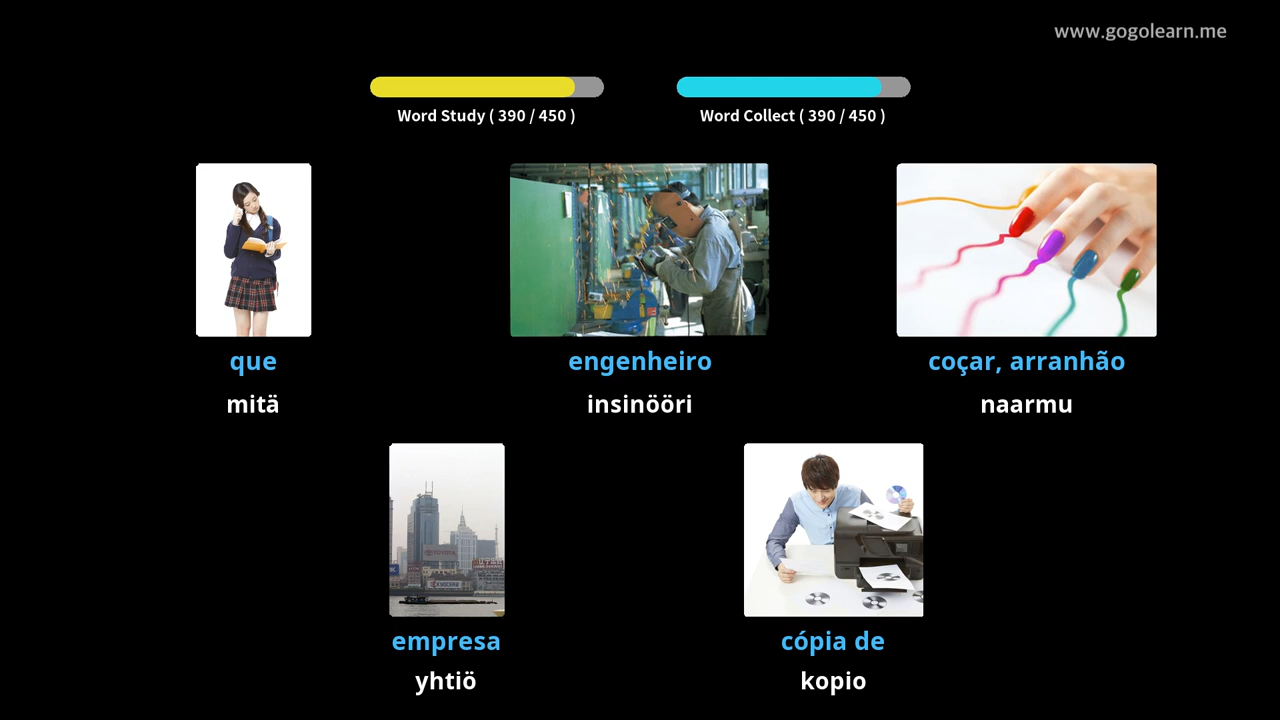 www.gogolearn.me
Word Study ( 390 / 450 )
Word Collect ( 390 / 450 )
que
engenheiro
coçar, arranhão
mitä
insinööri
naarmu
empresa
cópia de
yhtiö
kopio